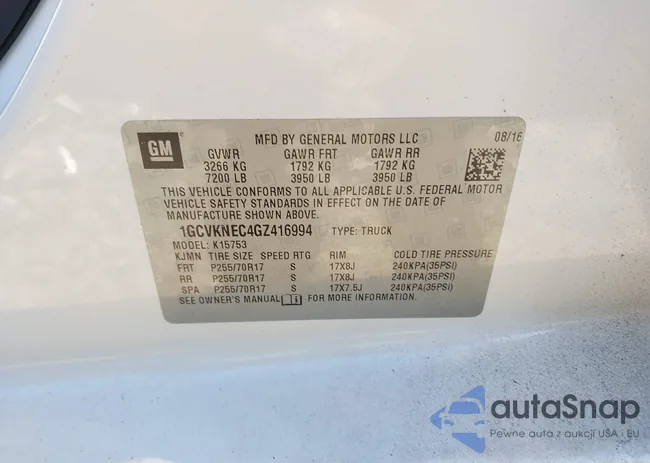 GM
MFD BY GENERAL MOTORS LLC 08/16
GVWR GAWR FRT GAWR RR
3266 KG 1792 KG 1792 KG
7200 LB 3950 LB 3950 LB
THIS VEHICLE CONFORMS TO ALL APPLICABLE U.S. FEDERAL MOTOR
VEHICLE SAFETY STANDARDS IN EFFECT ON THE DATE OF
MANUFACTURE SHOWN ABOVE.
1GCVKNEC4GZ416994 TYPE: TRUCK
MODEL: K15753
KJMN TIRE SIZE SPEED RTG RIM COLD TIRE PRESSURE
FRT P255/70R17 S 17X8J 240KPA(35PSI)
RR P255/70R17 S 17X8J 240KPA(35PSI)
SPA P255/70R17 S 17X7.5J 240KPA(35PSI)
SEE OWNER'S MANUAL FOR MORE INFORMATION.
autaSnap
Pewne auta z aukcji USA i EU